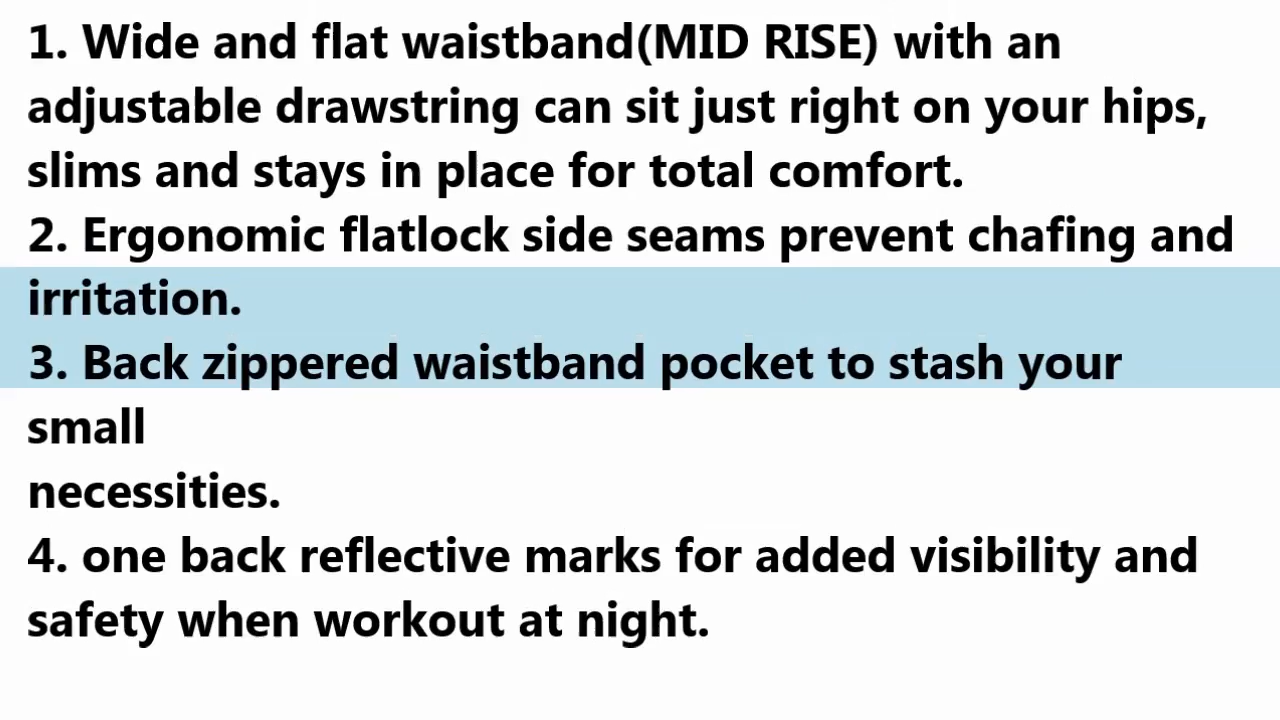 1. Wide and flat waistband(MID RISE) with an
adjustable drawstring can sit just right on your hips,
slims and stays in place for total comfort.
2. Ergonomic flatlock side seams prevent chafing and
irritation.
3. Back zippered waistband pocket to stash your
small
necessities.
4. one back reflective marks for added visibility and
safety when workout at night.